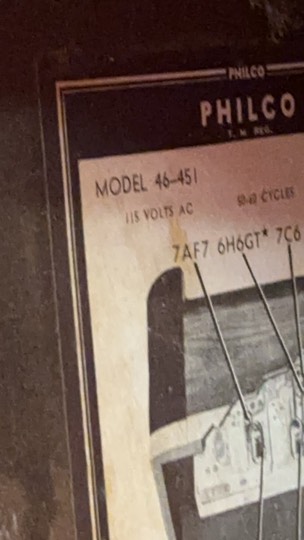 PHILCO
PHILCO
T. M. REG.
MODEL 46-451
115 VOLTS AC 50-60 CYCLES
7AF7 6H6GT* 7C6